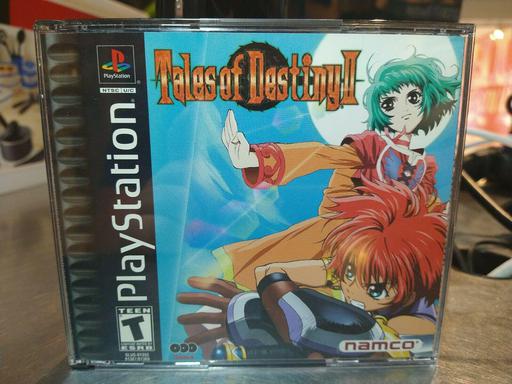 PlayStation
NTSC U/C
PlayStation
Tales of Destiny II
TEEN
T
ESRB
namco